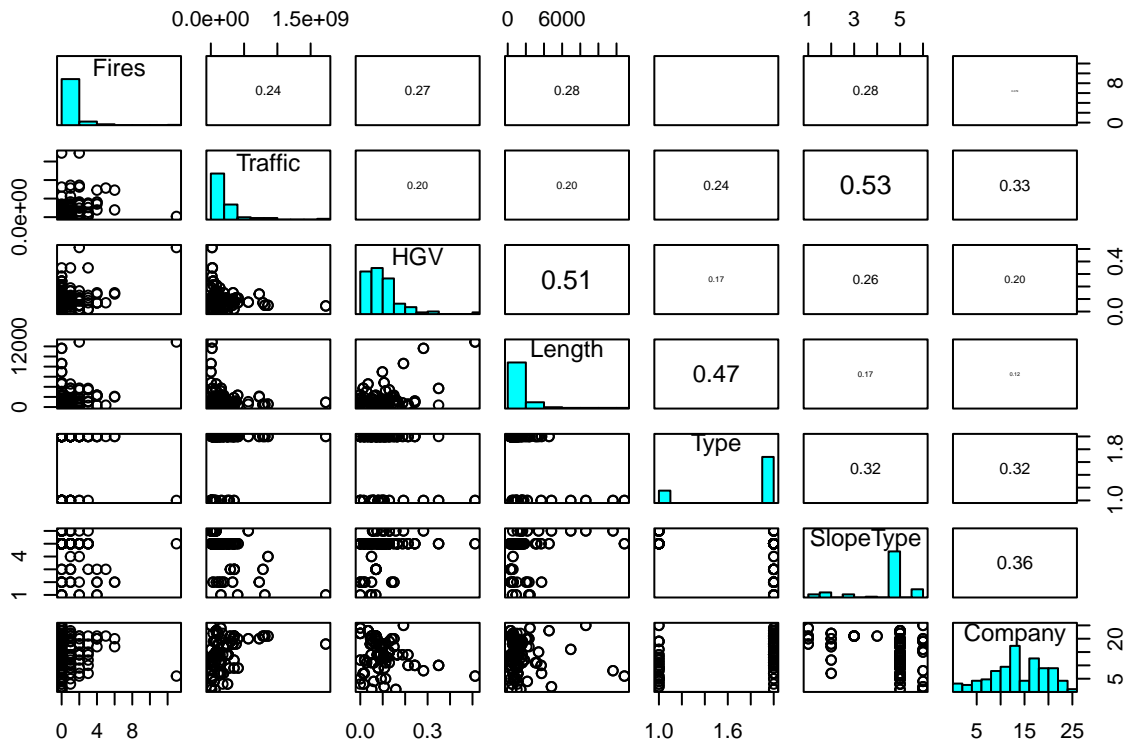 0.0e+00 1.5e+09 0 6000 1 3 5
Fires 0.24 0.27 0.28 0.28 0 8
0.0e+00 Traffic 0.20 0.20 0.24 0.53 0.33
HGV 0.51 0.17 0.26 0.20 0.0 0.4
0 12000 Length 0.47 0.17 0.12
Type 0.32 0.32 1.0 1.8
1 4 SlopeType 0.36
Company 5 20
0 4 8 0.0 0.3 1.0 1.6 5 15 25